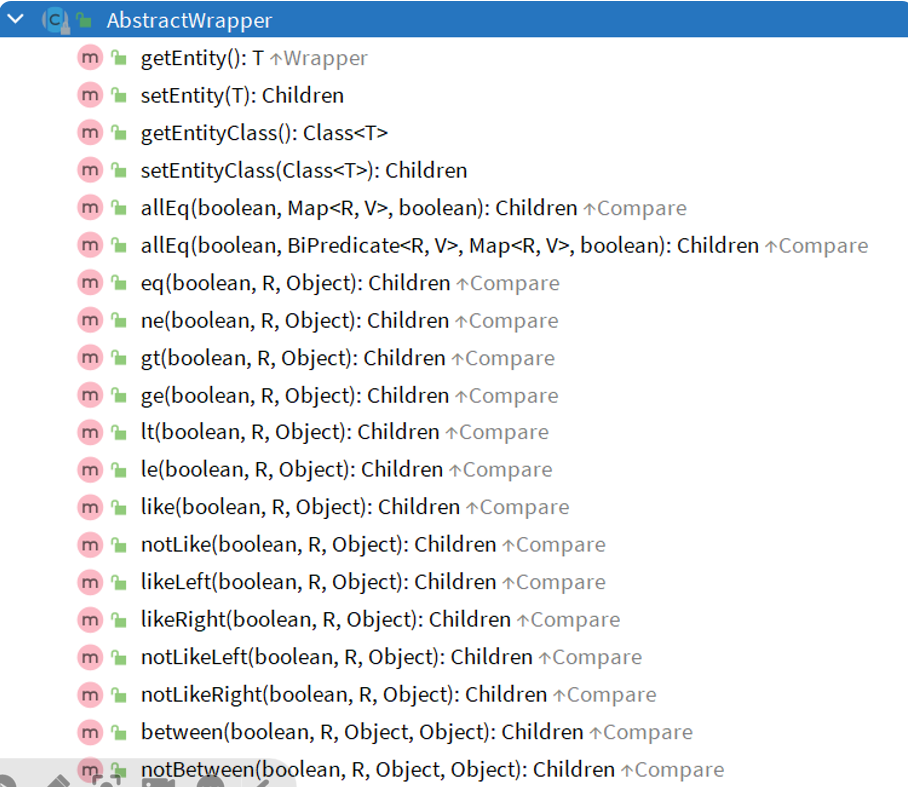 AbstractWrapper
getEntity(): T ↑Wrapper
setEntity(T): Children
getEntityClass(): Class<T>
setEntityClass(Class<T>): Children
allEq(boolean, Map<R, V>, boolean): Children ↑Compare
allEq(boolean, BiPredicate<R, V>, Map<R, V>, boolean): Children ↑Compare
eq(boolean, R, Object): Children ↑Compare
ne(boolean, R, Object): Children ↑Compare
gt(boolean, R, Object): Children ↑Compare
ge(boolean, R, Object): Children ↑Compare
lt(boolean, R, Object): Children ↑Compare
le(boolean, R, Object): Children ↑Compare
like(boolean, R, Object): Children ↑Compare
notLike(boolean, R, Object): Children ↑Compare
likeLeft(boolean, R, Object): Children ↑Compare
likeRight(boolean, R, Object): Children ↑Compare
notLikeLeft(boolean, R, Object): Children ↑Compare
notLikeRight(boolean, R, Object): Children ↑Compare
between(boolean, R, Object, Object): Children ↑Compare
notBetween(boolean, R, Object, Object): Children ↑Compare